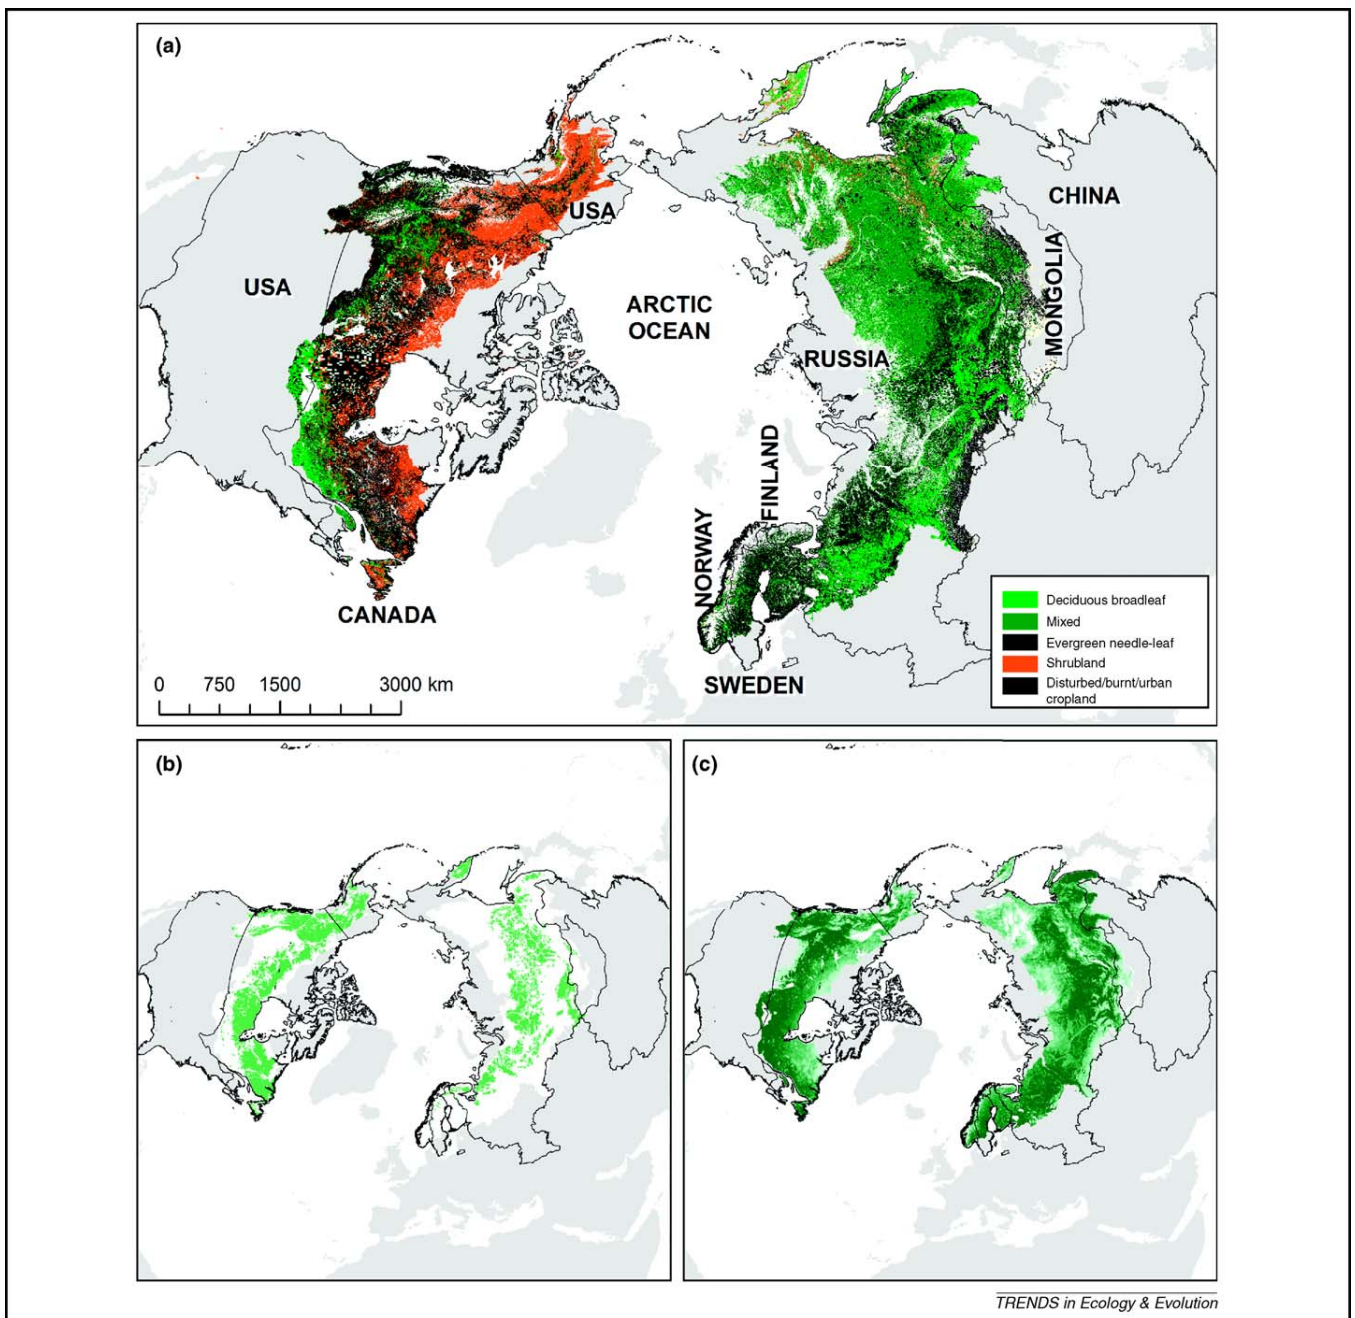 (a)
CHINA
USA
MONGOLIA
USA
ARCTIC
OCEAN
RUSSIA
FINLAND
NORWAY
Deciduous broadleaf
Mixed
Evergreen needle-leaf
Shrubland
Disturbed/burnt/urban
cropland
CANADA
SWEDEN
0 750 1500 3000 km
(b)
(c)
TRENDS in Ecology & Evolution